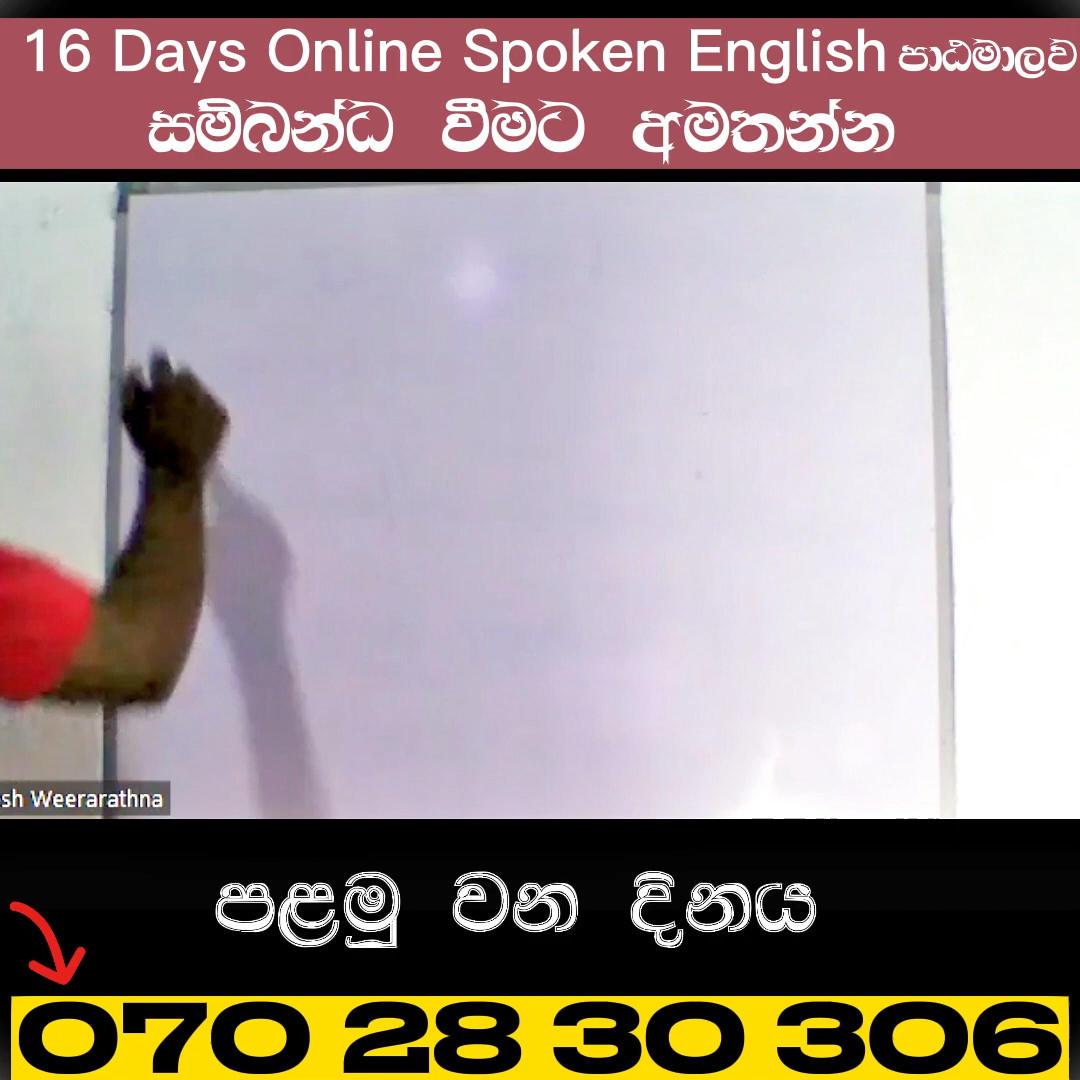 16 Days Online Spoken English පාඨමාලව
සම්බන්ධ වීමට අමතන්න
sh Weerarathna
පළමු වන දිනය
070 28 30 306